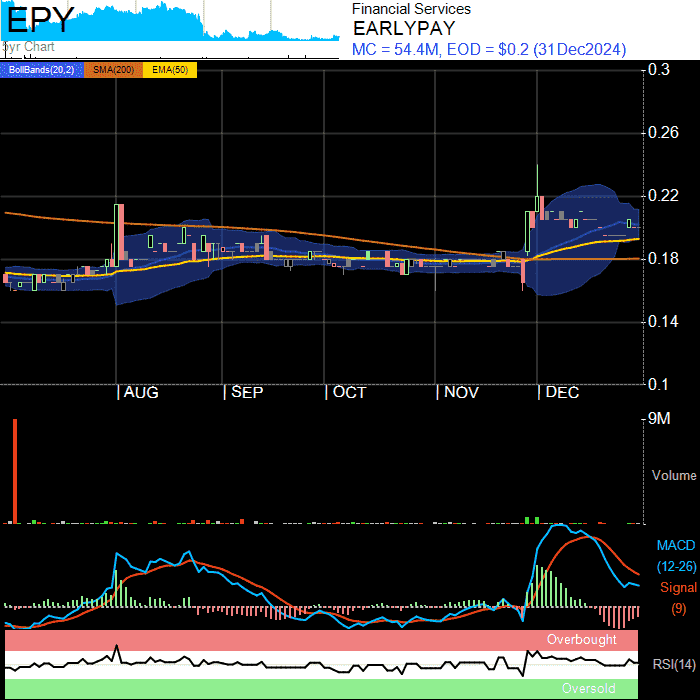 EPY
5yr Chart
Financial Services
EARLYPAY
MC = 54.4M, EOD = $0.2 (31Dec2024)
BollBands(20,2) SMA(200) EMA(50)
0.3
0.26
0.22
0.18
0.14
0.1
AUG SEP OCT NOV DEC
9M
Volume
MACD
(12-26)
Signal
(9)
Overbought
RSI(14)
Oversold